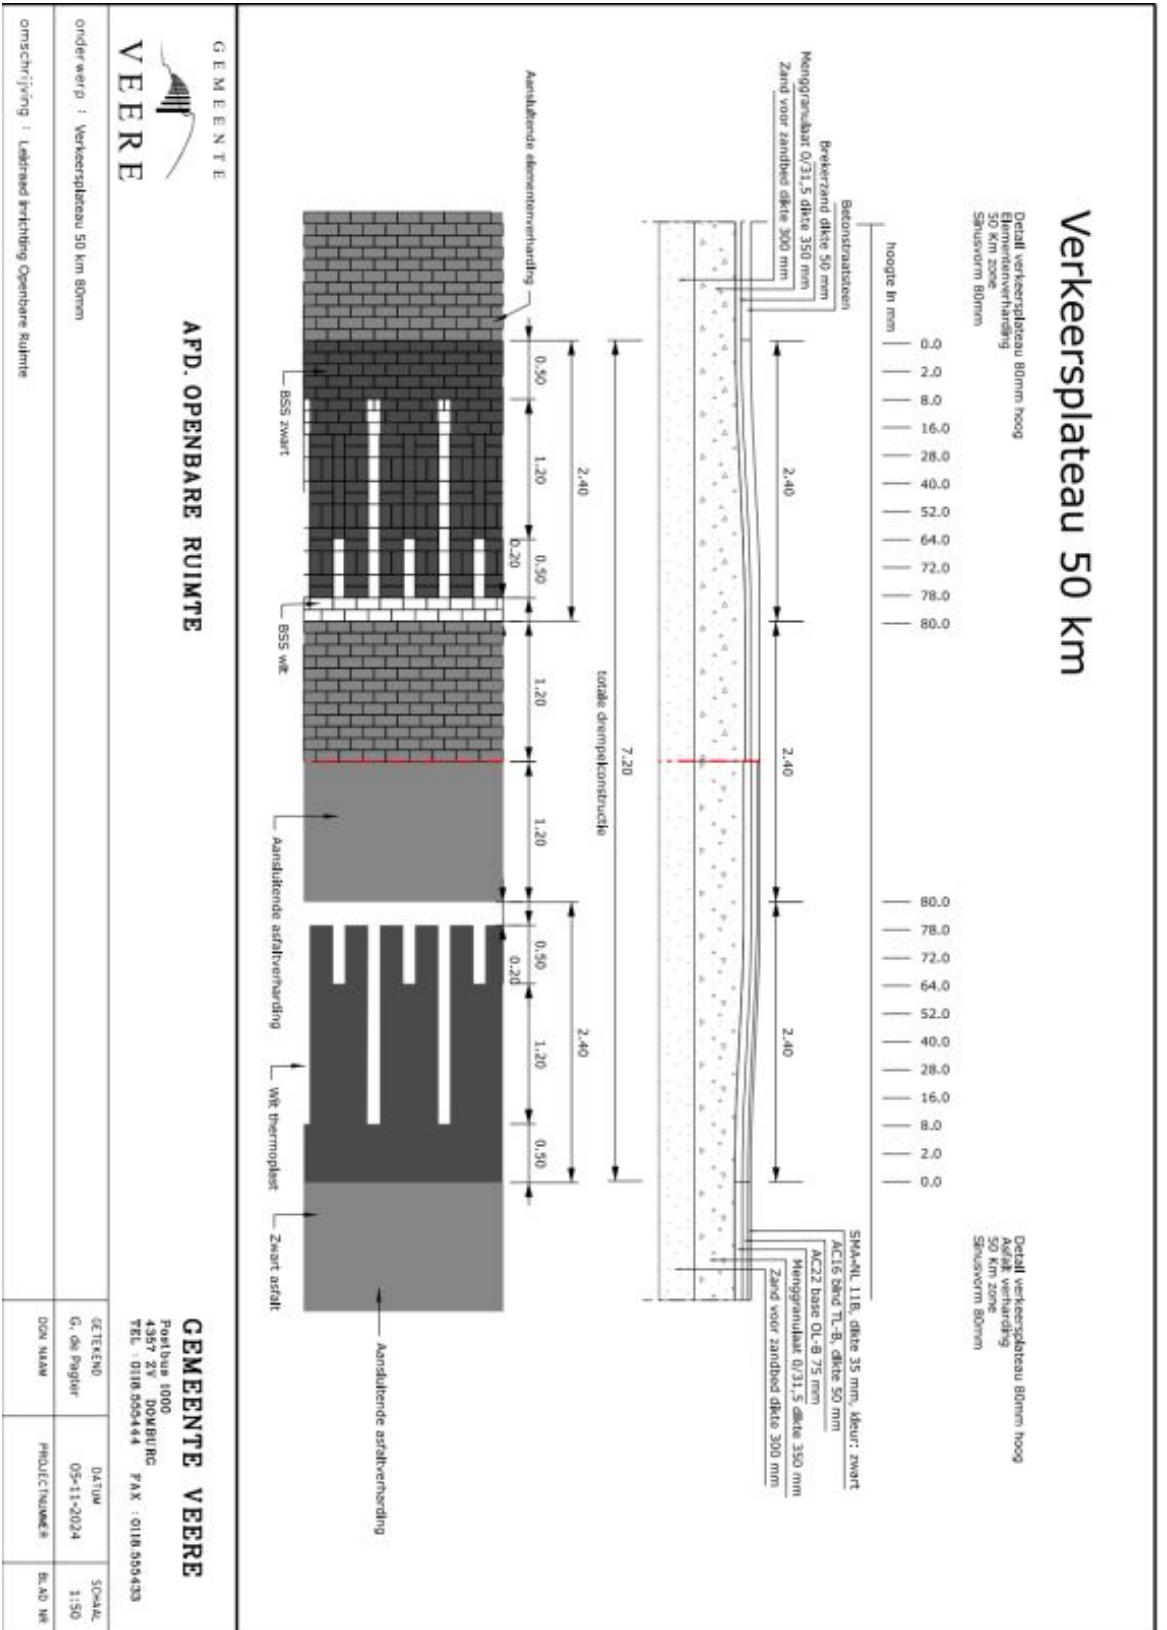 Verkeersplateau 50 km
Detail verkeersplateau 80mm hoog
Elementenverharding
50 Km zone
Sinusvorm 80mm
Detail verkeersplateau 80mm hoog
Asfalt verharding
50 Km zone
Sinusvorm 80mm
hoogte in mm
0.0
2.0
8.0
16.0
28.0
40.0
52.0
64.0
72.0
78.0
80.0
80.0
78.0
72.0
64.0
52.0
40.0
28.0
16.0
8.0
2.0
0.0
Betonstraatsteen
Brekerzand dikte 50 mm
Menggranulaat 0/31,5 dikte 350 mm
Zand voor zandbed dikte 300 mm
SMA-NL 11B, dikte 35 mm, kleur: zwart
AC16 bind TL-B, dikte 50 mm
AC22 base OL-B 75 mm
Menggranulaat 0/31,5 dikte 350 mm
Zand voor zandbed dikte 300 mm
2.40
2.40
2.40
7.20
totale drempelconstructie
2.40
2.40
0.50
1.20
0.50
0.20
1.20
1.20
0.50
0.20
1.20
0.50
Aansluitende elementenverharding
Aansluitende asfaltverharding
BSS zwart
BSS wit
Aansluitende asfaltverharding
Wit thermoplast
Zwart asfalt
GEMEENTE
VEERE
AFD. OPENBARE RUIMTE
GEMEENTE VEERE
Postbus 1000
4357 ZV DOMBURG
TEL : 0118.555444 FAX : 0118.555433
onderwerp : Verkeersplateau 50 km 80mm
omschrijving : Leidraad Inrichting Openbare Ruimte
GETEKEND DATUM SCHAAL
G. de Pagter 05-11-2024 1:50
DGN NAAM PROJECTNUMMER BLAD NR